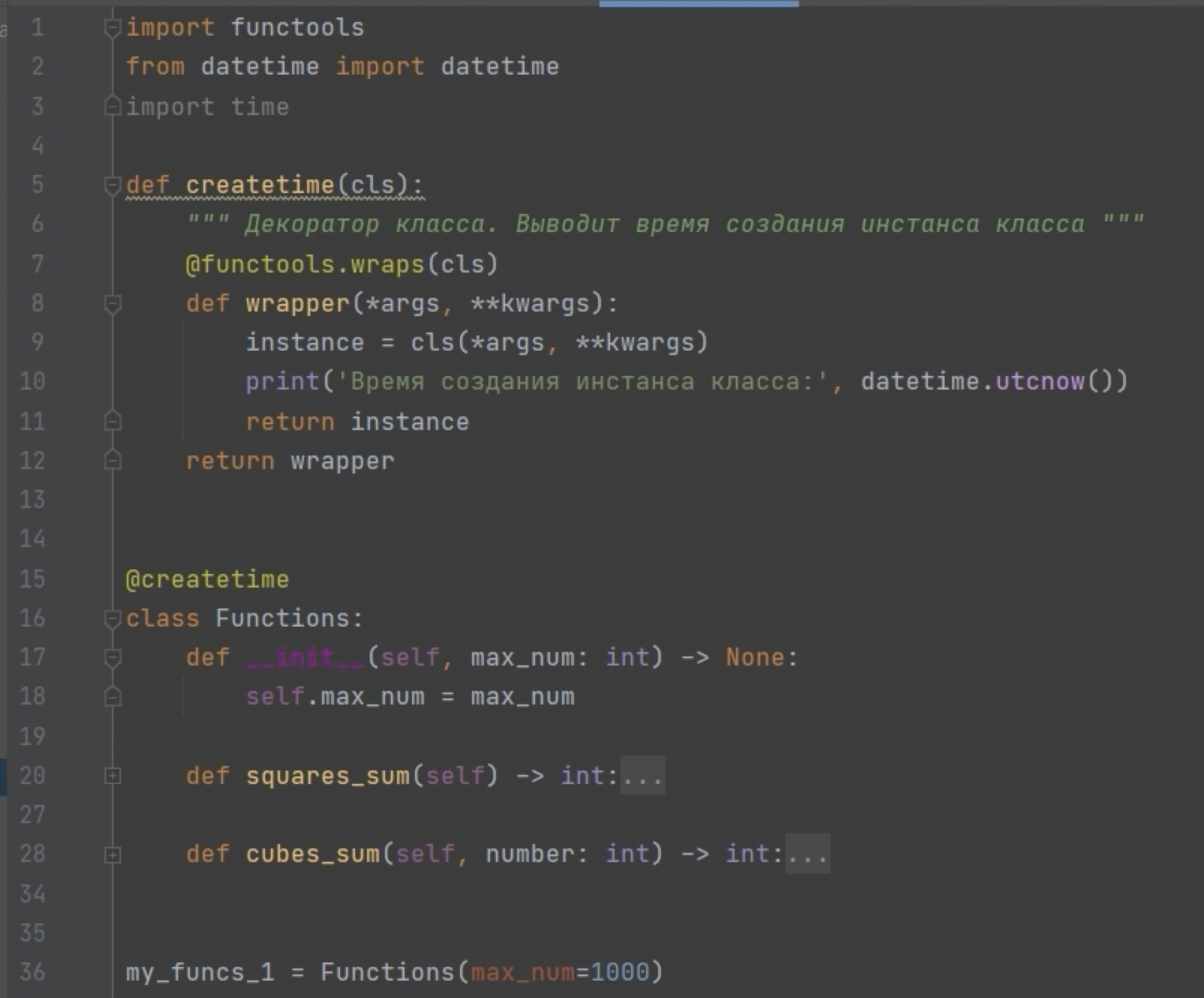 1 import functools
2 from datetime import datetime
3 import time
4
5 def createtime(cls):
6     """ Декоратор класса. Выводит время создания инстанса класса """
7     @functools.wraps(cls)
8     def wrapper(*args, **kwargs):
9         instance = cls(*args, **kwargs)
10         print('Время создания инстанса класса:', datetime.utcnow())
11         return instance
12     return wrapper
13
14
15 @createtime
16 class Functions:
17     def __init__(self, max_num: int) -> None:
18         self.max_num = max_num
19
20     def squares_sum(self) -> int:...
27
28     def cubes_sum(self, number: int) -> int:...
34
35
36 my_funcs_1 = Functions(max_num=1000)